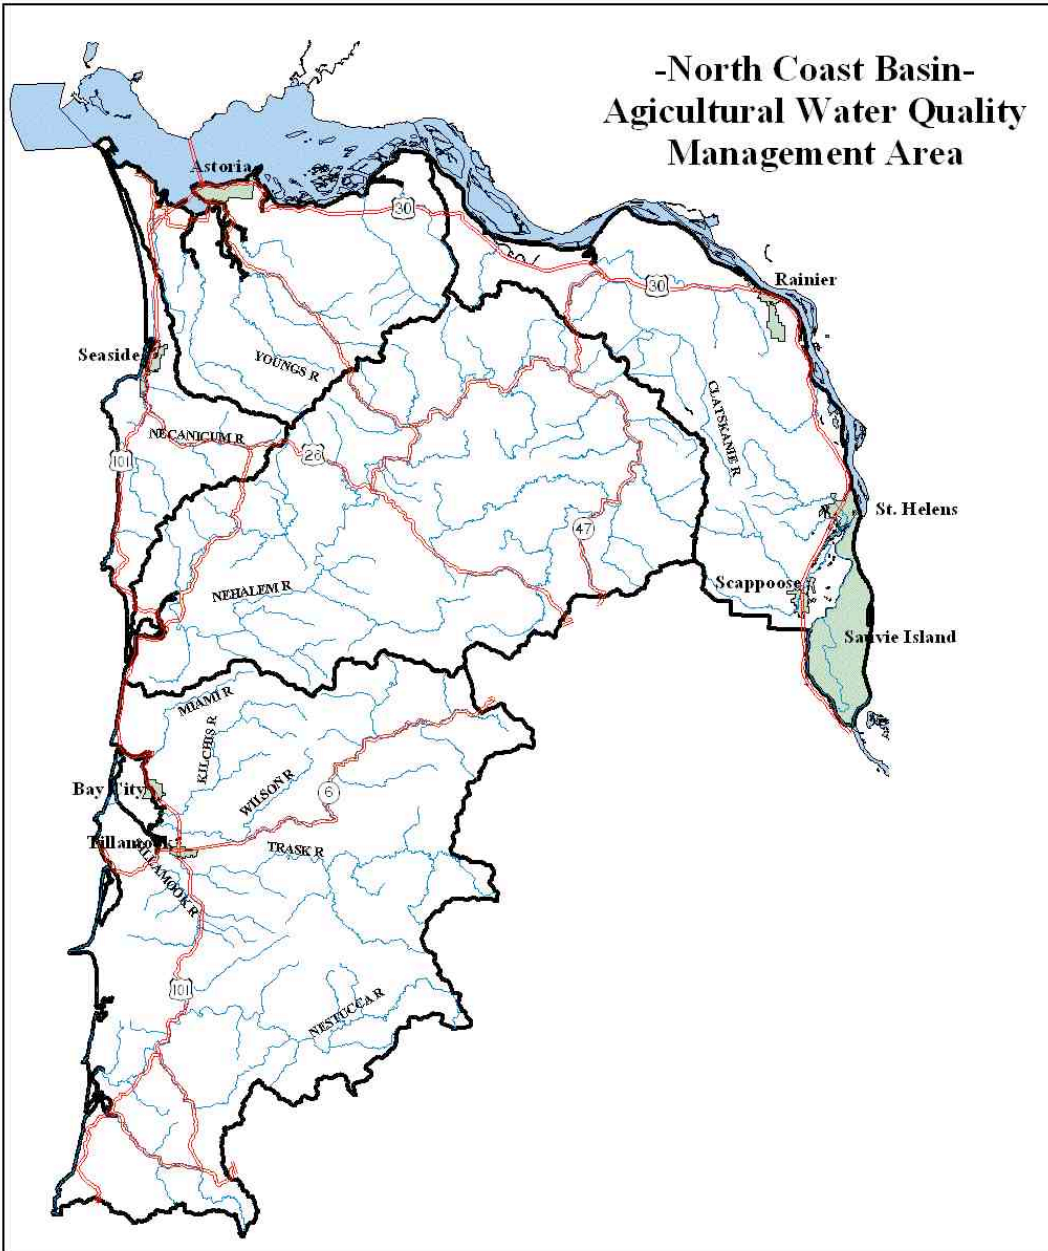 -North Coast Basin-
Agicultural Water Quality
Management Area
Astoria
30
30
Rainier
Seaside
YOUNGS R
CLATSKANIE R
NECANICUM R
26
101
St. Helens
47
Scappoose
NEHALEM R
Sauvie Island
MIAMI R
KILCHIS R
WILSON R
Bay City
6
Tillamook
TRASK R
TILLAMOOK R
101
NESTUCCA R